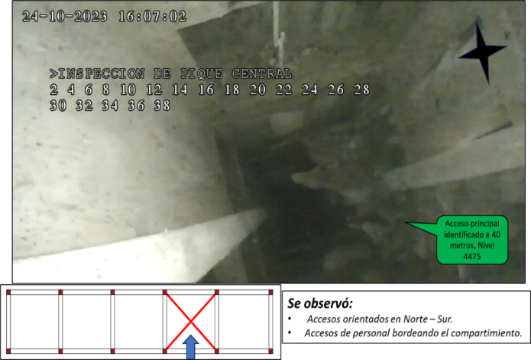 24-10-2023 16:07:02
>INSPECCION DE PIQUE CENTRAL
2 4 6 8 10 12 14 16 18 20 22 24 26 28
30 32 34 36 38
Acceso principal
identificado a 40
metros, Nivel
4475
Se observó:
• Accesos orientados en Norte – Sur.
• Accesos de personal bordeando el compartimiento.